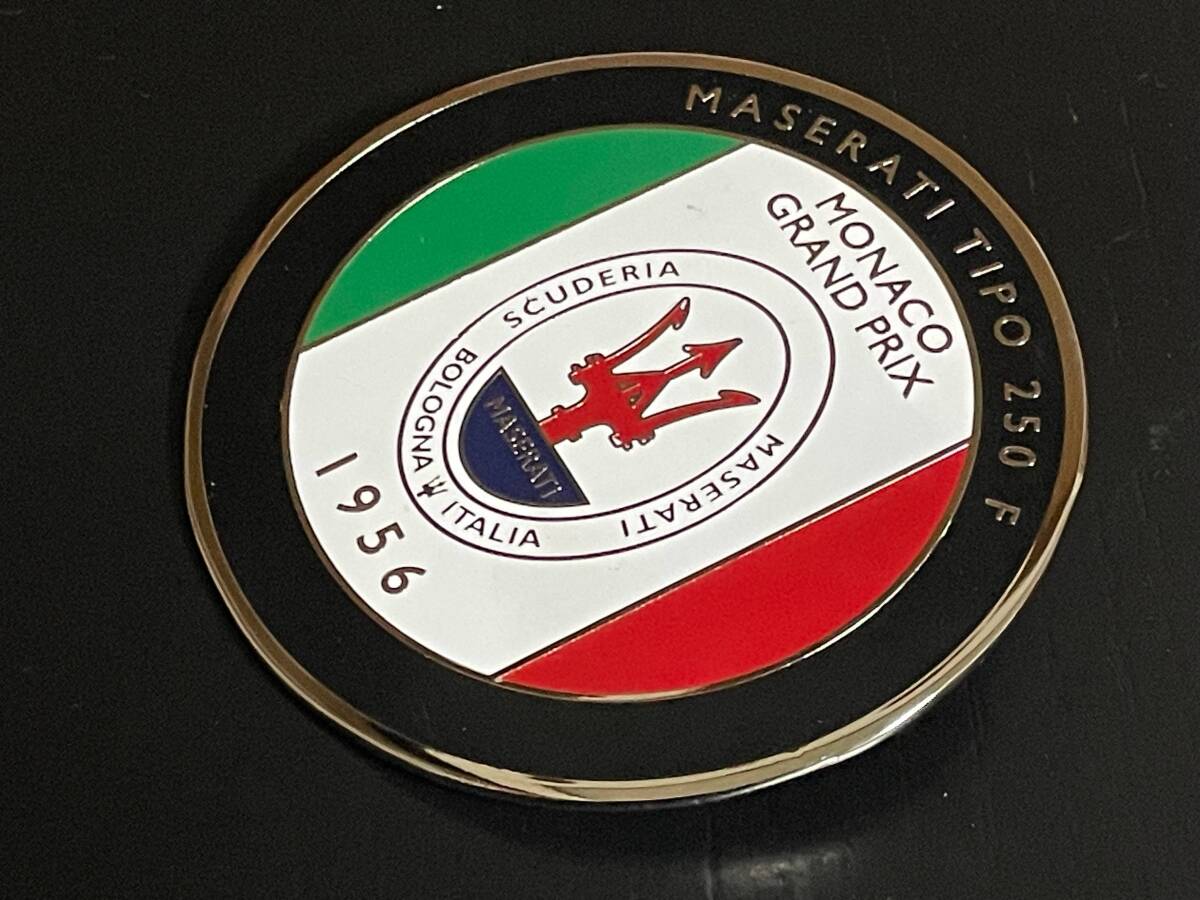 MASERATI TIPO 250 F
MONACO
GRAND PRIX
SCUDERIA
MASERATI
BOLOGNA ITALIA
MASERATI
1956